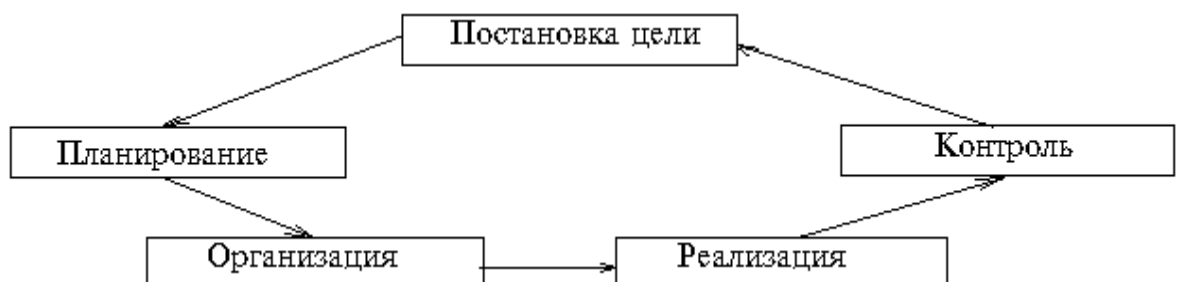 Постановка цели
Планирование
Контроль
Организация
Реализация